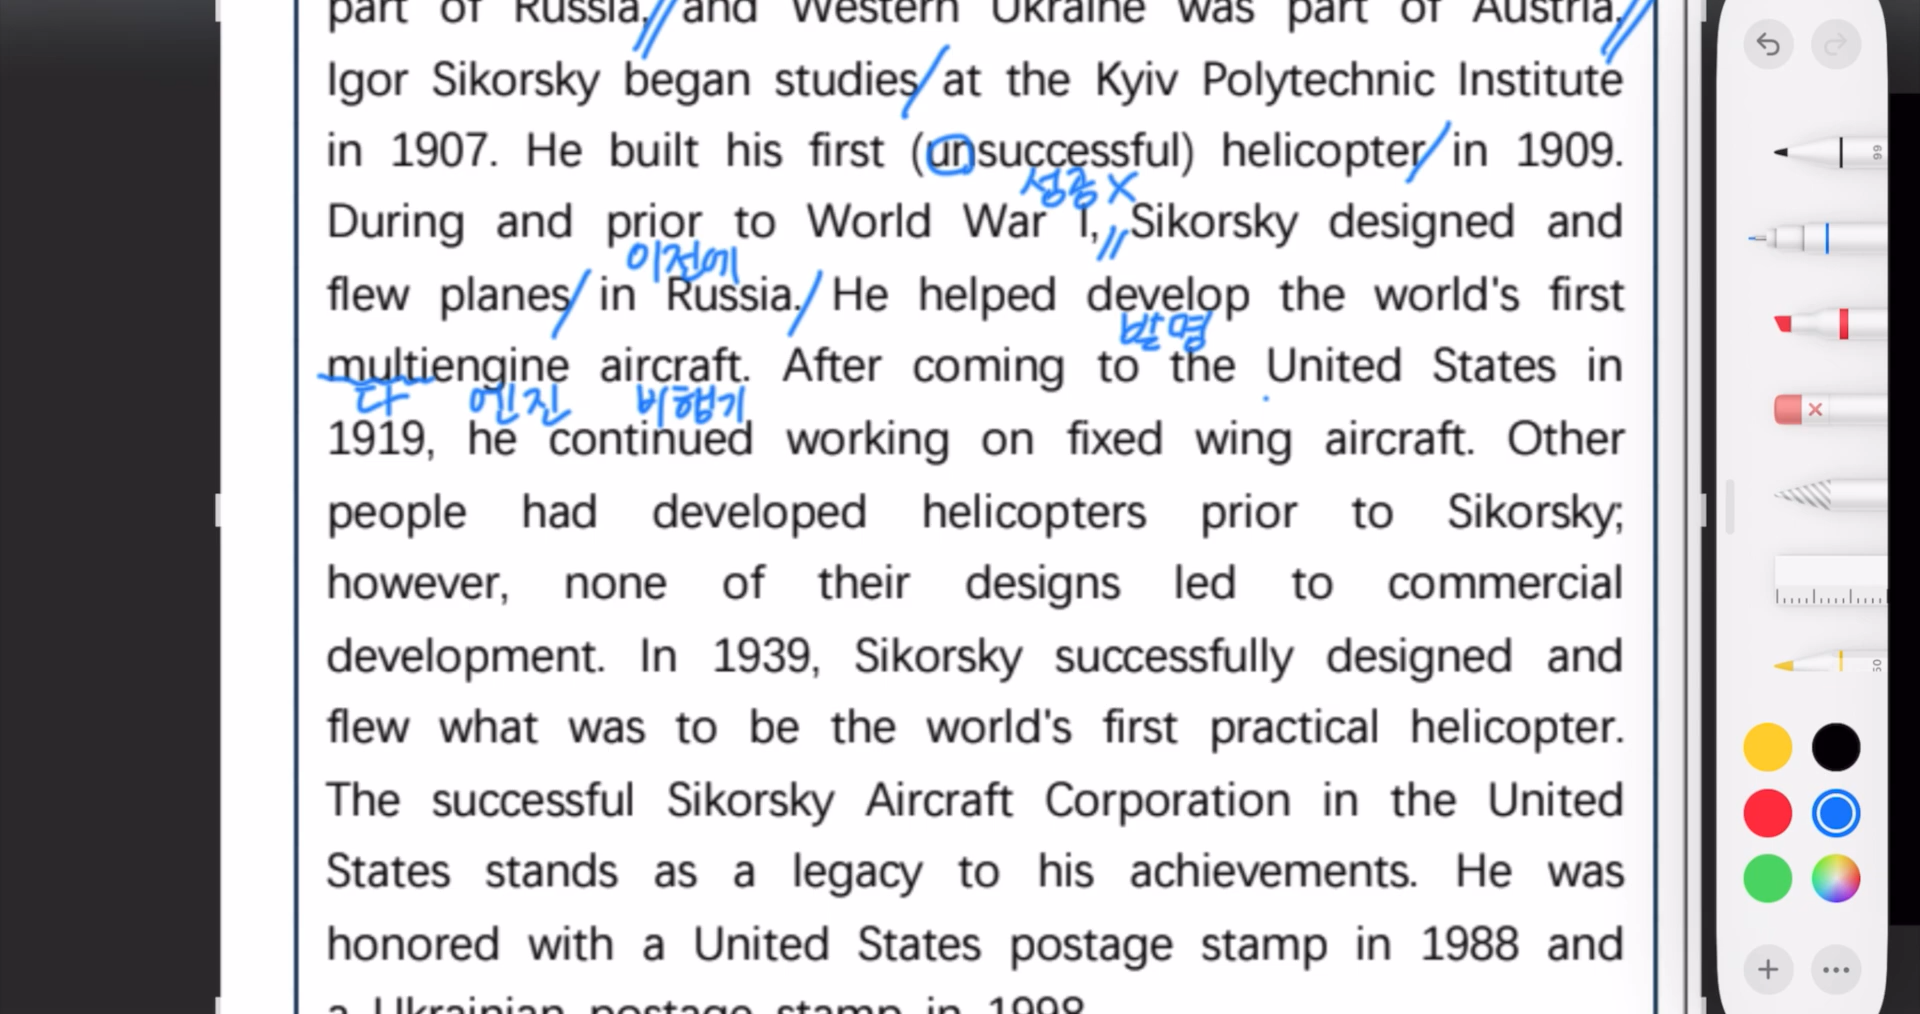 part of Russia, and Western Ukraine was part of Austria.
Igor Sikorsky began studies at the Kyiv Polytechnic Institute
in 1907. He built his first (unsuccessful) helicopter in 1909.
성공X
During and prior to World War I, Sikorsky designed and
이전에
flew planes in Russia. He helped develop the world's first
발명
multiengine aircraft. After coming to the United States in
다 엔진 비행기
1919, he continued working on fixed wing aircraft. Other
people had developed helicopters prior to Sikorsky;
however, none of their designs led to commercial
development. In 1939, Sikorsky successfully designed and
flew what was to be the world's first practical helicopter.
The successful Sikorsky Aircraft Corporation in the United
States stands as a legacy to his achievements. He was
honored with a United States postage stamp in 1988 and
a Ukrainian postage stamp in 1998.
99
50